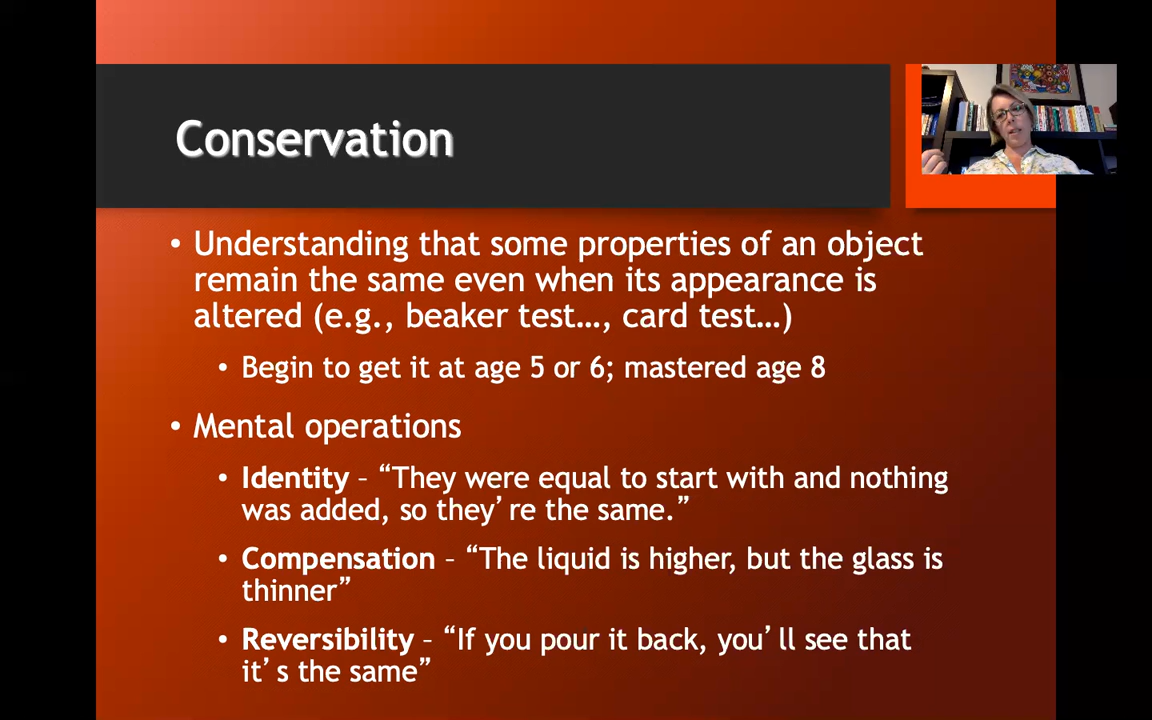 Conservation
• Understanding that some properties of an object
remain the same even when its appearance is
altered (e.g., beaker test…, card test…)
• Begin to get it at age 5 or 6; mastered age 8
• Mental operations
• Identity – “They were equal to start with and nothing
was added, so they’ re the same.”
• Compensation – “The liquid is higher, but the glass is
thinner”
• Reversibility – “If you pour it back, you’ ll see that
it’ s the same”